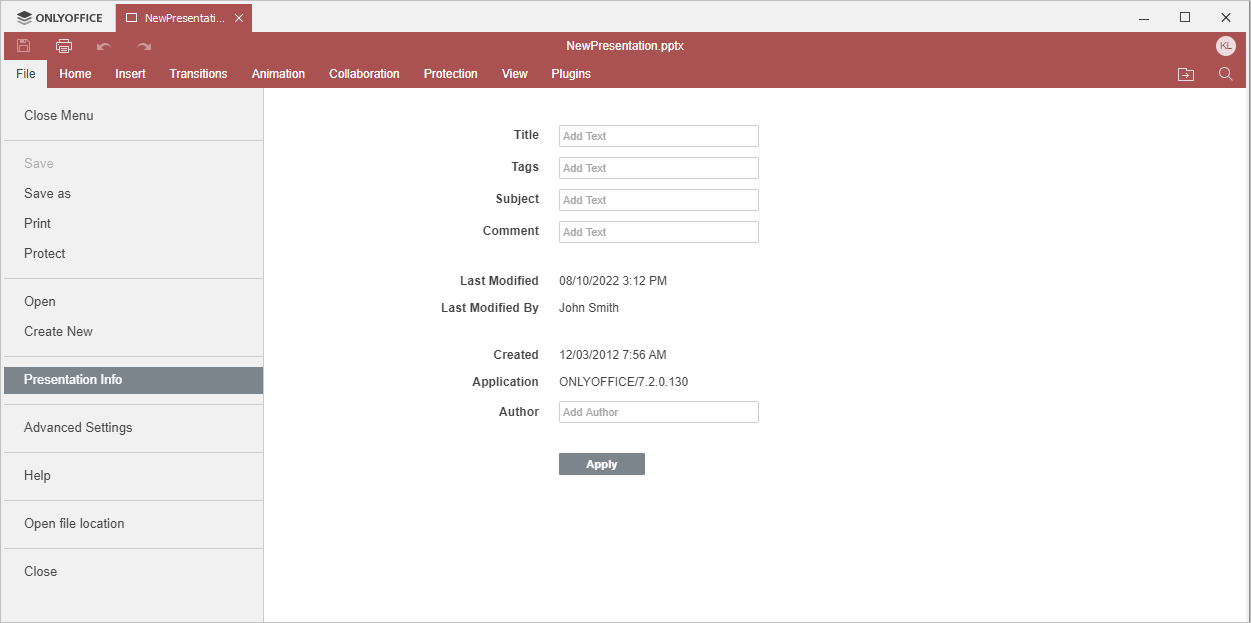 ONLYOFFICE
NewPresentati...
NewPresentation.pptx
KL
File Home Insert Transitions Animation Collaboration Protection View Plugins
Close Menu
Save
Save as
Print
Protect
Open
Create New
Presentation Info
Advanced Settings
Help
Open file location
Close
Title Add Text
Tags Add Text
Subject Add Text
Comment Add Text
Last Modified 08/10/2022 3:12 PM
Last Modified By John Smith
Created 12/03/2012 7:56 AM
Application ONLYOFFICE/7.2.0.130
Author Add Author
Apply